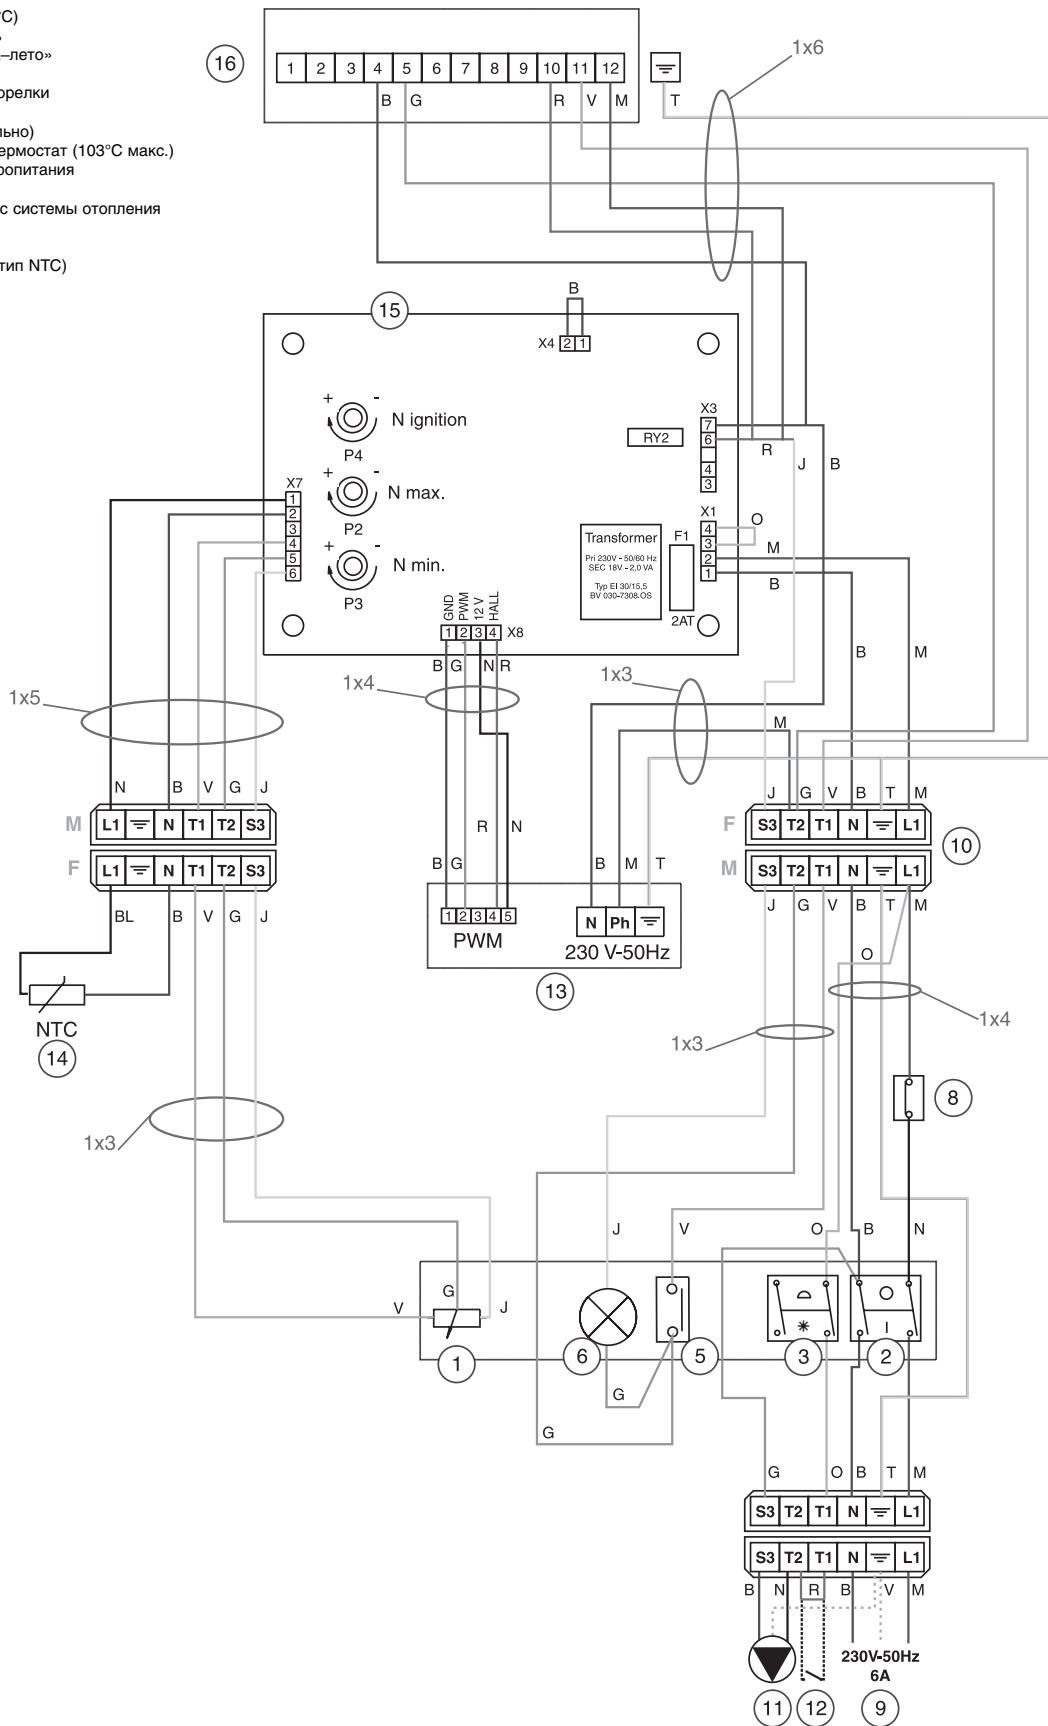 °C)
–лето»
орелки
льно)
ермостат (103°C макс.)
ропитания
с системы отопления
тип NTC)
16
1 2 3 4 5 6 7 8 9 10 11 12
B G R V M T
1x6
15
B
X4 2 1
+ -
N ignition
P4
+ -
N max.
P2
+ -
N min.
P3
X7
1
2
3
4
5
6
RY2
X3
7
6
4
3
R J B
X1
4
3
2
1
O
M
B
Transformer
Pri 230V - 50/60 Hz
SEC 18V - 2,0 VA
Typ EI 30/15,5
BV 030-7308.OS
F1
2AT
GND PWM 12 V HALL
1 2 3 4 X8
B G N R
1x5
1x4
1x3
B M
M
N B V G J
M L1 N T1 T2 S3
F L1 N T1 T2 S3
BL B V G J
R N
B G
B M T
J G V B T M
F S3 T2 T1 N L1
10
M S3 T2 T1 N L1
J G V B T M
1 2 3 4 5
PWM
N Ph
230 V-50Hz
13
NTC
14
O
1x3
1x4
8
1x3
J V O B N
V G J
*
I
1 6 5 3 2
G
G
G O B T M
S3 T2 T1 N L1
S3 T2 T1 N L1
B N R B V M
230V-50Hz
6A
11 12 9